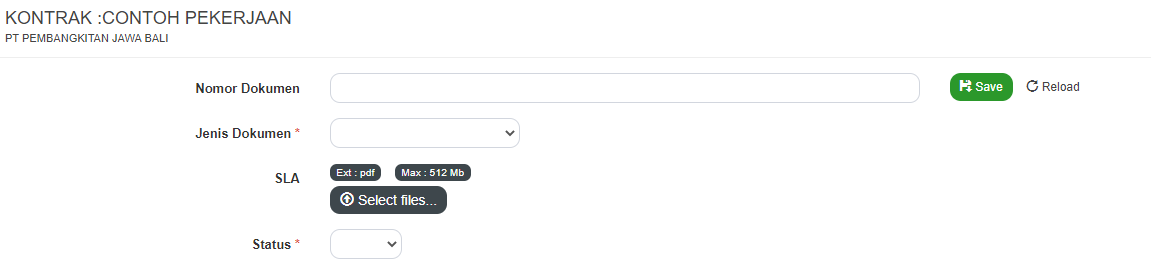 KONTRAK :CONTOH PEKERJAAN
PT PEMBANGKITAN JAWA BALI
Nomor Dokumen
Save
Reload
Jenis Dokumen *
SLA
Ext : pdf
Max : 512 Mb
Select files...
Status *